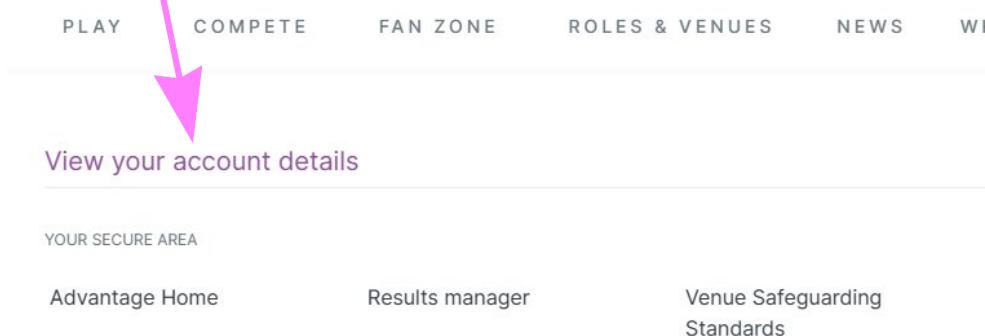 PLAY COMPETE FAN ZONE ROLES & VENUES NEWS
View your account details
YOUR SECURE AREA
Advantage Home Results manager Venue Safeguarding
Standards